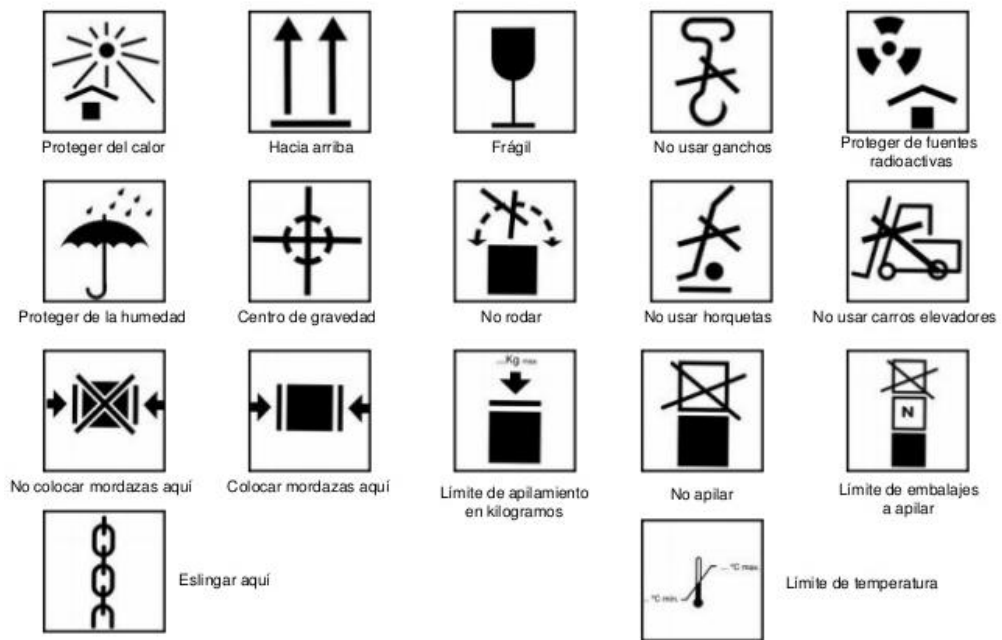 Proteger del calor
Hacia arriba
Frágil
No usar ganchos
Proteger de fuentes
radioactivas
Proteger de la humedad
Centro de gravedad
No rodar
No usar horquetas
No usar carros elevadores
...Kg max.
N
No colocar mordazas aquí
Colocar mordazas aquí
Límite de apilamiento
en kilogramos
No apilar
Límite de embalajes
a apilar
Eslingar aquí
... ºC max.
... ºC min.
Límite de temperatura